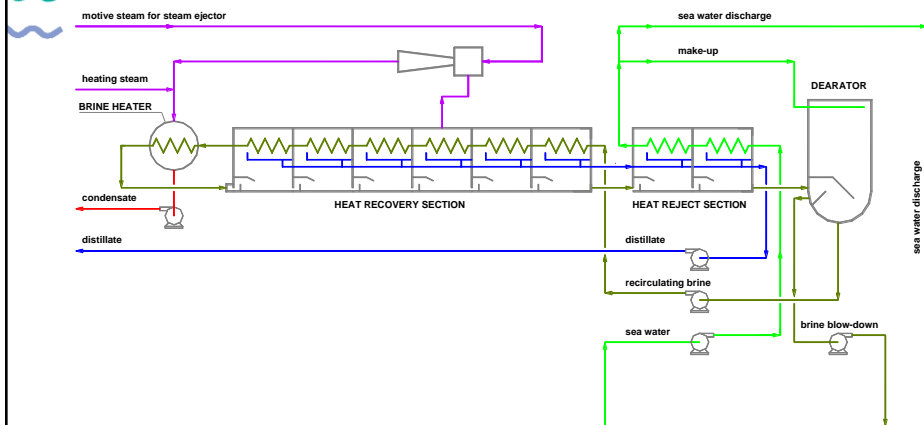 motive steam for steam ejector
sea water discharge
make-up
heating steam
DEARATOR
BRINE HEATER
condensate
HEAT RECOVERY SECTION
HEAT REJECT SECTION
sea water discharge
distillate
distillate
recirculating brine
sea water
brine blow-down